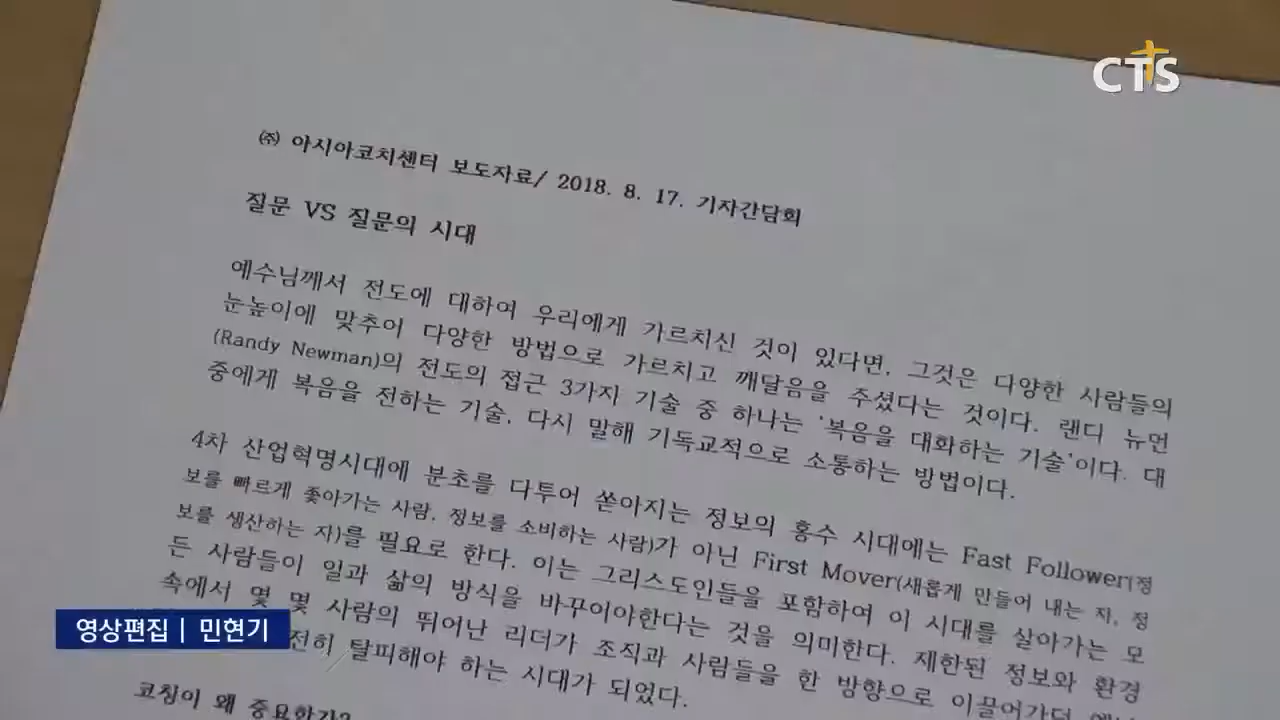 CTS
㈜ 아시아코치센터 보도자료/ 2018. 8. 17. 기자간담회
질문 VS 질문의 시대
예수님께서 전도에 대하여 우리에게 가르치신 것이 있다면, 그것은 다양한 사람들의
눈높이에 맞추어 다양한 방법으로 가르치고 깨달음을 주셨다는 것이다. 랜디 뉴먼
(Randy Newman)의 전도의 접근 3가지 기술 중 하나는 '복음을 대화하는 기술'이다. 대
중에게 복음을 전하는 기술, 다시 말해 기독교적으로 소통하는 방법이다.
4차 산업혁명시대에 분초를 다투어 쏟아지는 정보의 홍수 시대에는 Fast Follower(정
보를 빠르게 좇아가는 사람, 정보를 소비하는 사람)가 아닌 First Mover(새롭게 만들어 내는 자, 정
보를 생산하는 자)를 필요로 한다. 이는 그리스도인들을 포함하여 이 시대를 살아가는 모
든 사람들이 일과 삶의 방식을 바꾸이야한다는 것을 의미한다. 제한된 정보와 환경
속에서 몇 몇 사람의 뛰어난 리더가 조직과 사람들을 한 방향으로 이끌어가던
전히 탈피해야 하는 시대가 되었다.
코칭이 왜 중요한가?
영상편집 | 민현기